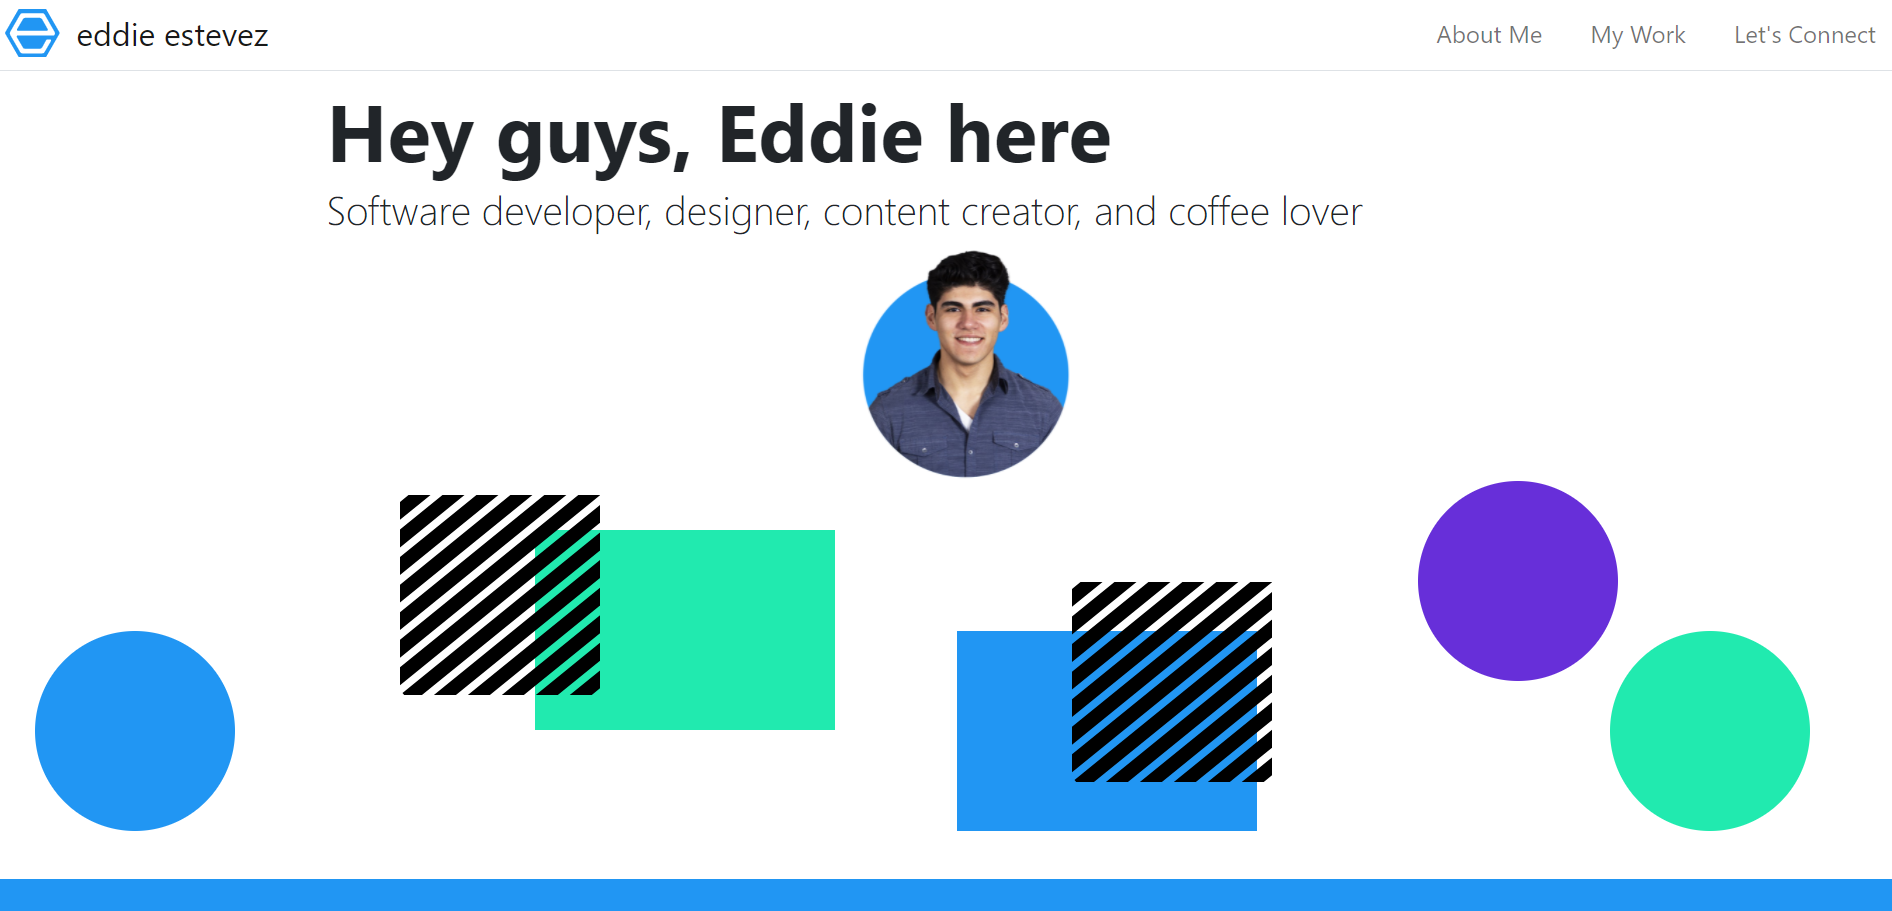 eddie estevez
About Me
My Work
Let's Connect
Hey guys, Eddie here
Software developer, designer, content creator, and coffee lover